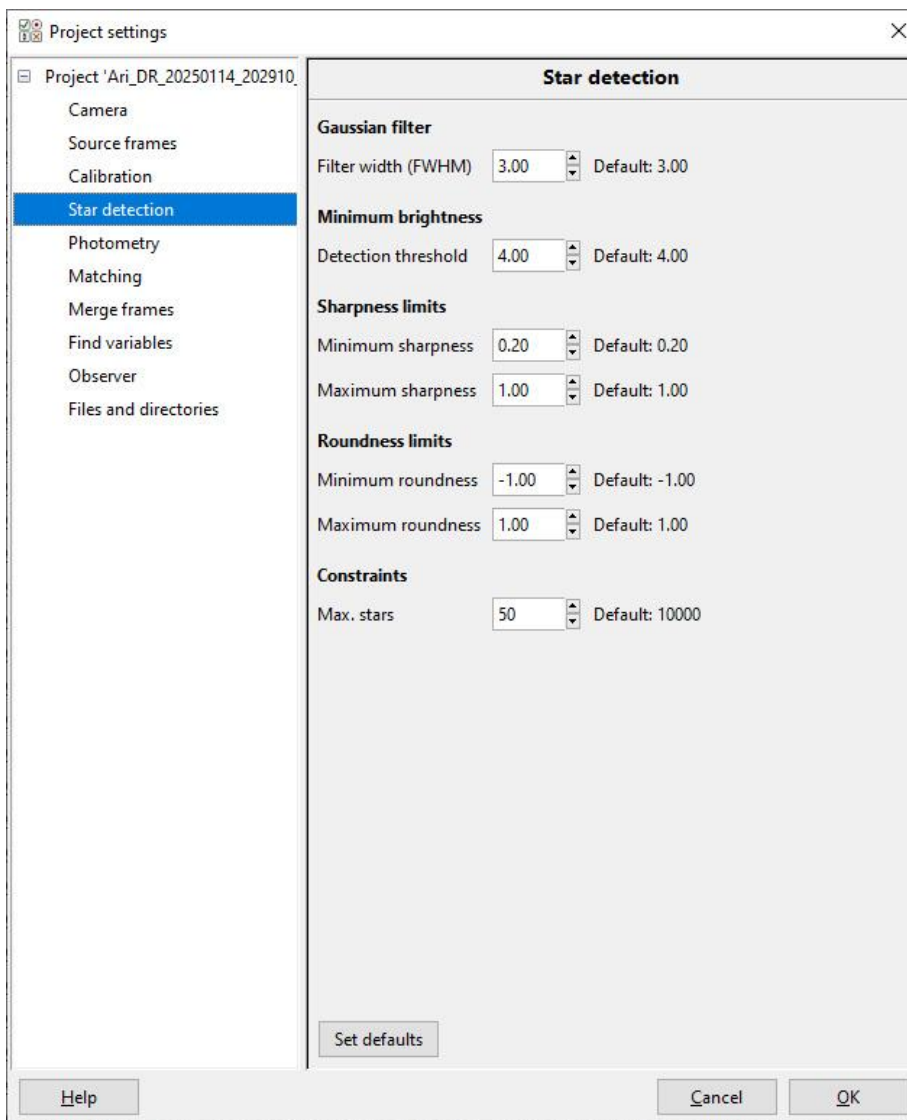 Project settings
Project 'Ari_DR_20250114_202910_
Camera
Source frames
Calibration
Star detection
Photometry
Matching
Merge frames
Find variables
Observer
Files and directories
Star detection
Gaussian filter
Filter width (FWHM) 3.00 Default: 3.00
Minimum brightness
Detection threshold 4.00 Default: 4.00
Sharpness limits
Minimum sharpness 0.20 Default: 0.20
Maximum sharpness 1.00 Default: 1.00
Roundness limits
Minimum roundness -1.00 Default: -1.00
Maximum roundness 1.00 Default: 1.00
Constraints
Max. stars 50 Default: 10000
Set defaults
Help Cancel OK